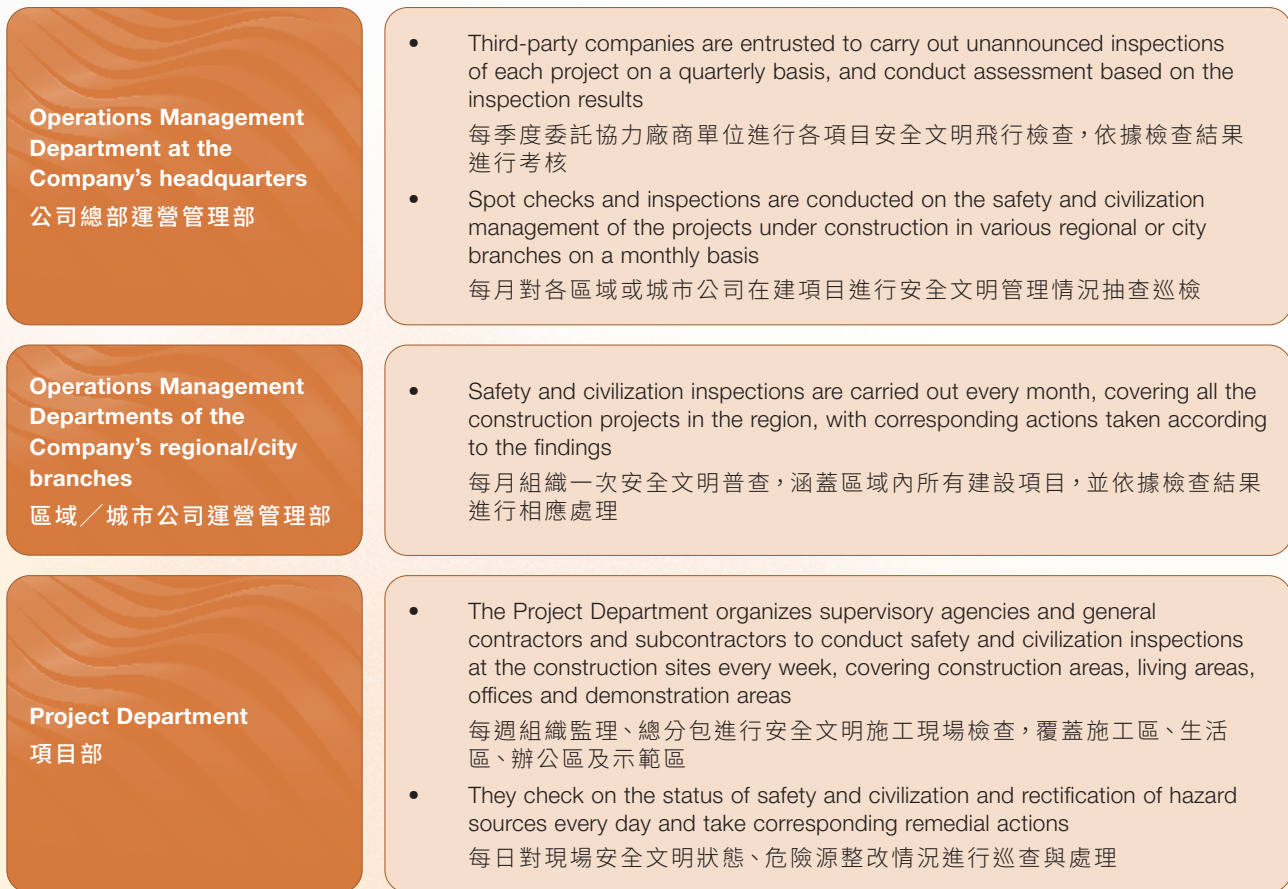 Operations Management
Department at the
Company's headquarters
公司總部運營管理部
• Third-party companies are entrusted to carry out unannounced inspections
of each project on a quarterly basis, and conduct assessment based on the
inspection results
每季度委託協力廠商單位進行各項目安全文明飛行檢查，依據檢查結果
進行考核
• Spot checks and inspections are conducted on the safety and civilization
management of the projects under construction in various regional or city
branches on a monthly basis
每月對各區域或城市公司在建項目進行安全文明管理情況抽查巡檢
Operations Management
Departments of the
Company's regional/city
branches
區域／城市公司運營管理部
• Safety and civilization inspections are carried out every month, covering all the
construction projects in the region, with corresponding actions taken according
to the findings
每月組織一次安全文明普查，涵蓋區域內所有建設項目，並依據檢查結果
進行相應處理
Project Department
項目部
• The Project Department organizes supervisory agencies and general
contractors and subcontractors to conduct safety and civilization inspections
at the construction sites every week, covering construction areas, living areas,
offices and demonstration areas
每週組織監理、總分包進行安全文明施工現場檢查，覆蓋施工區、生活
區、辦公區及示範區
• They check on the status of safety and civilization and rectification of hazard
sources every day and take corresponding remedial actions
每日對現場安全文明狀態、危險源整改情況進行巡查與處理